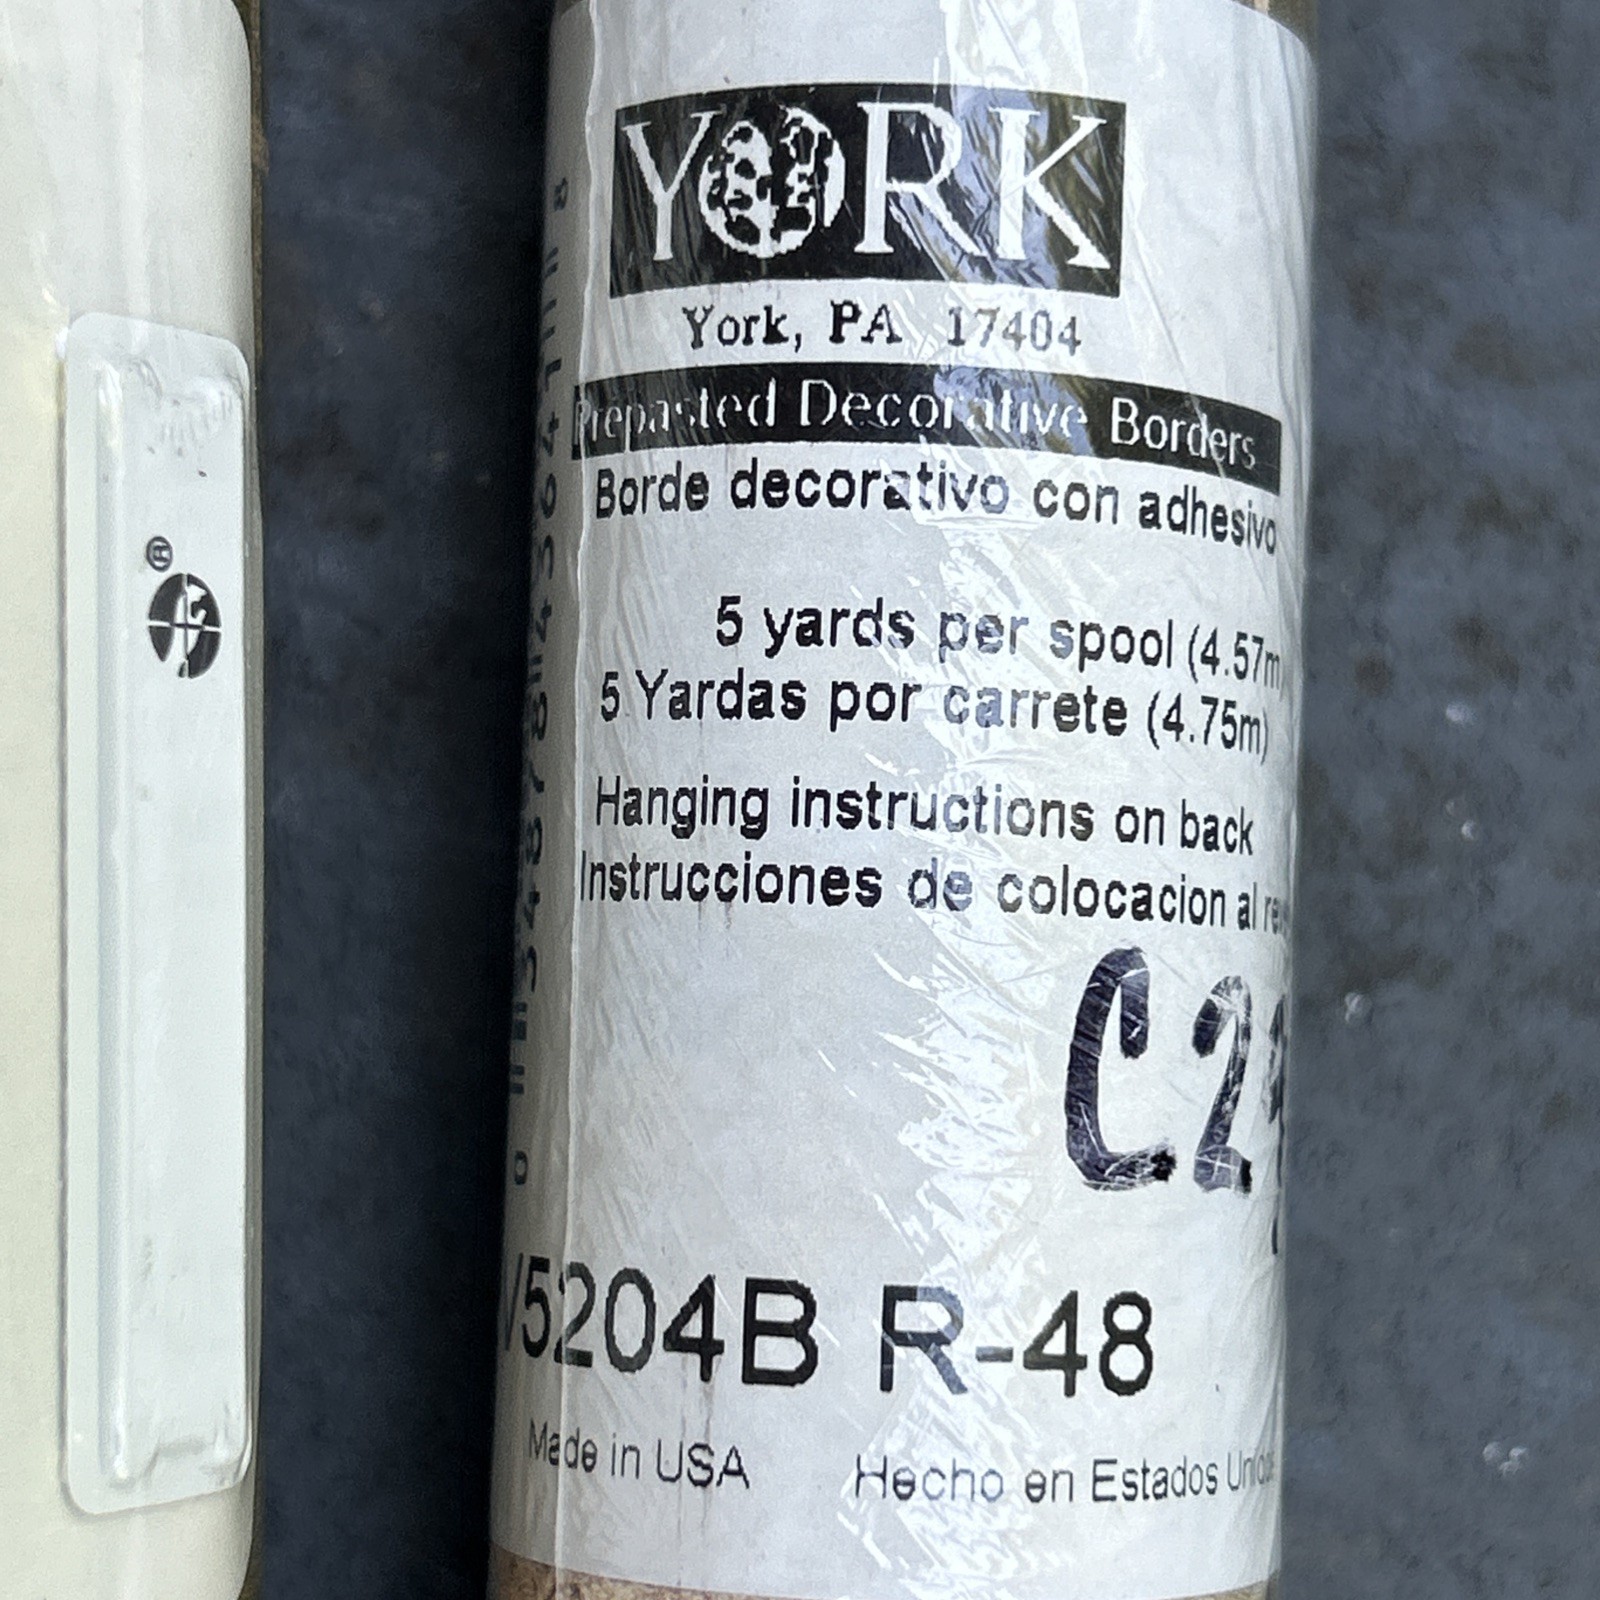 YORK
York, PA 17404
Prepasted Decorative Borders
Borde decorativo con adhesivo
5 yards per spool (4.57m)
5 Yardas por carrete (4.75m)
Hanging instructions on back
Instrucciones de colocacion al
C2
5204B R-48
Made in USA
Hecho en Estados
®